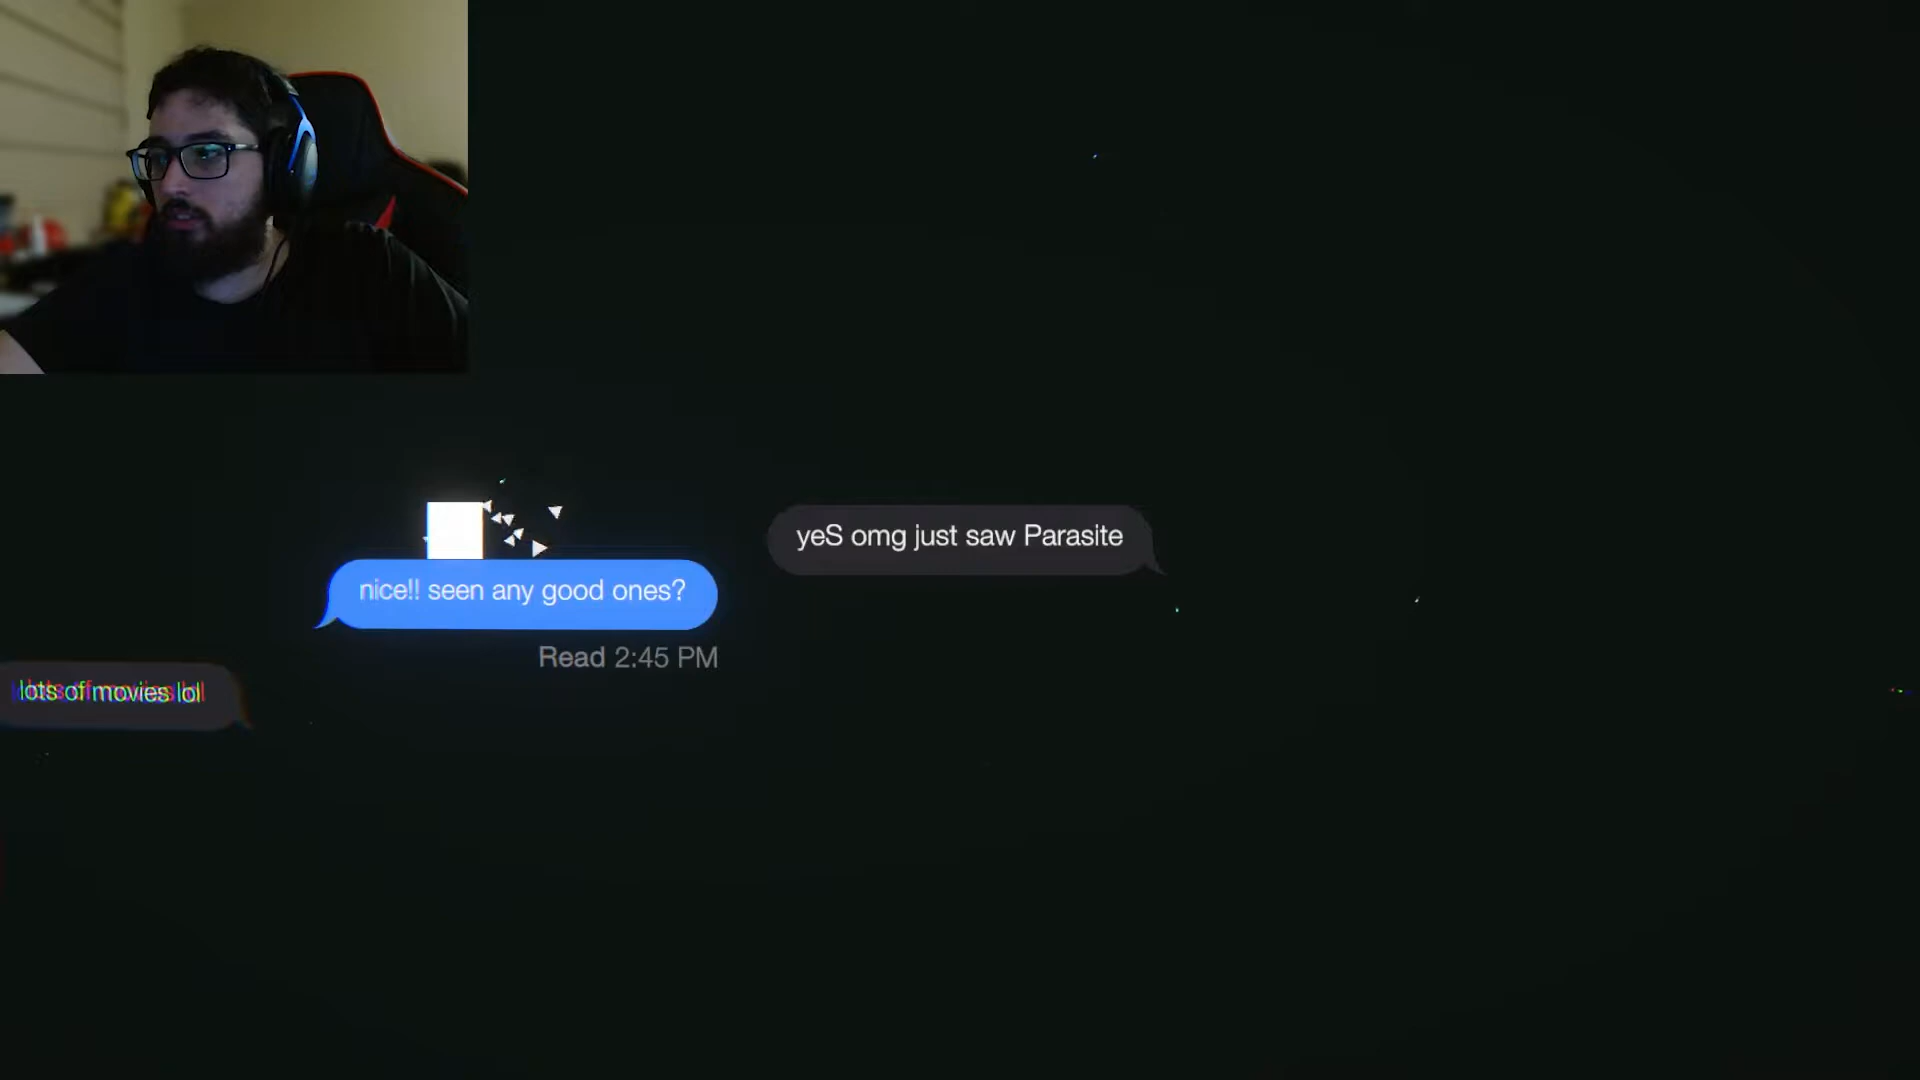 yeS omg just saw Parasite
nice!! seen any good ones?
Read 2:45 PM
lots of movies lol